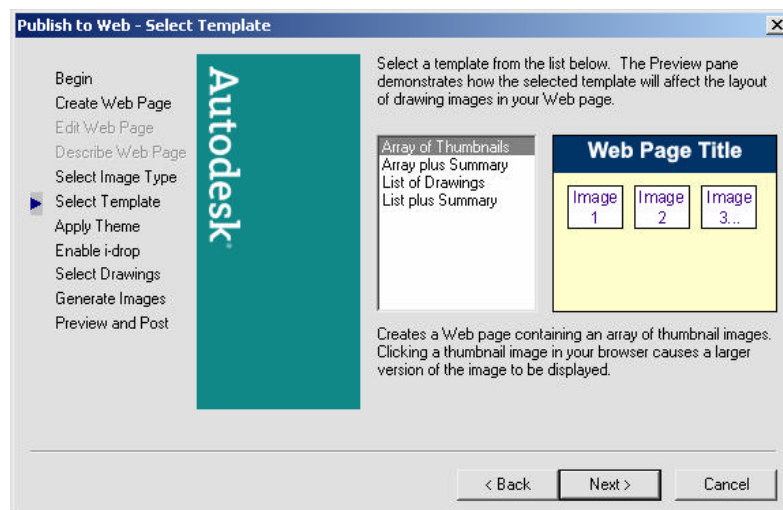 Publish to Web - Select Template
Begin
Create Web Page
Edit Web Page
Describe Web Page
Select Image Type
Select Template
Apply Theme
Enable i-drop
Select Drawings
Generate Images
Preview and Post
Autodesk
Select a template from the list below. The Preview pane
demonstrates how the selected template will affect the layout
of drawing images in your Web page.
Array of Thumbnails
Array plus Summary
List of Drawings
List plus Summary
Web Page Title
Image
1
Image
2
Image
3...
Creates a Web page containing an array of thumbnail images.
Clicking a thumbnail image in your browser causes a larger
version of the image to be displayed.
< Back
Next >
Cancel